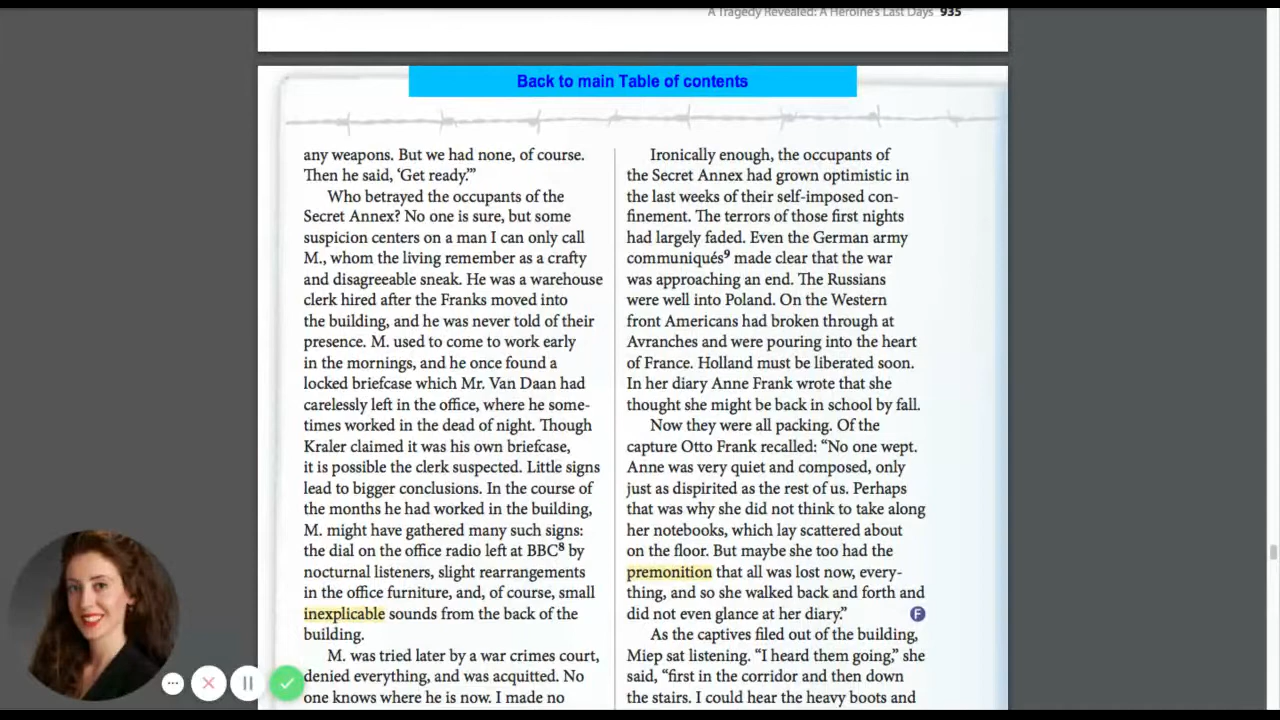 A Tragedy Revealed: A Heroine's Last Days 935
Back to main Table of contents
any weapons. But we had none, of course.
Then he said, ‘Get ready.’”
Who betrayed the occupants of the
Secret Annex? No one is sure, but some
suspicion centers on a man I can only call
M., whom the living remember as a crafty
and disagreeable sneak. He was a warehouse
clerk hired after the Franks moved into
the building, and he was never told of their
presence. M. used to come to work early
in the mornings, and he once found a
locked briefcase which Mr. Van Daan had
carelessly left in the office, where he some-
times worked in the dead of night. Though
Kraler claimed it was his own briefcase,
it is possible the clerk suspected. Little signs
lead to bigger conclusions. In the course of
the months he had worked in the building,
M. might have gathered many such signs:
the dial on the office radio left at BBC⁸ by
nocturnal listeners, slight rearrangements
in the office furniture, and, of course, small
inexplicable sounds from the back of the
building.
M. was tried later by a war crimes court,
denied everything, and was acquitted. No
one knows where he is now. I made no
Ironically enough, the occupants of
the Secret Annex had grown optimistic in
the last weeks of their self-imposed con-
finement. The terrors of those first nights
had largely faded. Even the German army
communiqués⁹ made clear that the war
was approaching an end. The Russians
were well into Poland. On the Western
front Americans had broken through at
Avranches and were pouring into the heart
of France. Holland must be liberated soon.
In her diary Anne Frank wrote that she
thought she might be back in school by fall.
Now they were all packing. Of the
capture Otto Frank recalled: “No one wept.
Anne was very quiet and composed, only
just as dispirited as the rest of us. Perhaps
that was why she did not think to take along
her notebooks, which lay scattered about
on the floor. But maybe she too had the
premonition that all was lost now, every-
thing, and so she walked back and forth and
did not even glance at her diary.” F
As the captives filed out of the building,
Miep sat listening. “I heard them going,” she
said, “first in the corridor and then down
the stairs. I could hear the heavy boots and